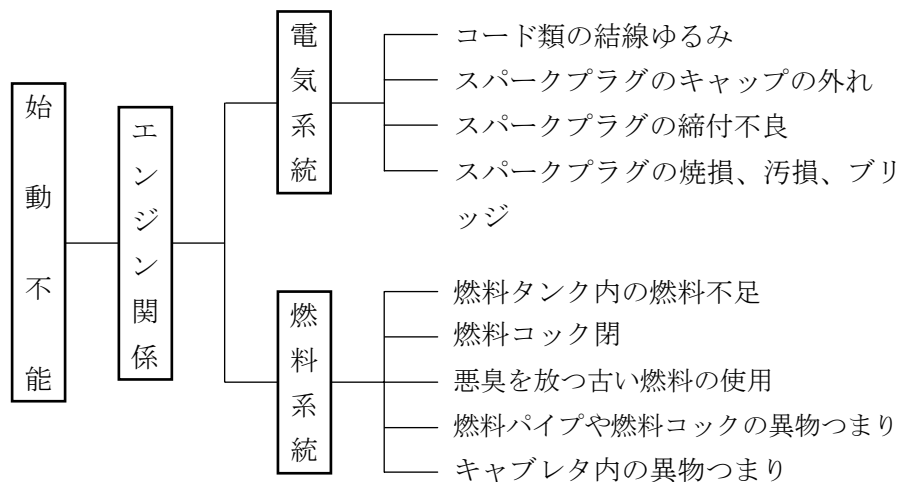 始動不能
エンジン関係
電気系統
コード類の結線ゆるみ
スパークプラグのキャップの外れ
スパークプラグの締付不良
スパークプラグの焼損、汚損、ブリ
ッジ
燃料系統
燃料タンク内の燃料不足
燃料コック閉
悪臭を放つ古い燃料の使用
燃料パイプや燃料コックの異物つまり
キャブレタ内の異物つまり